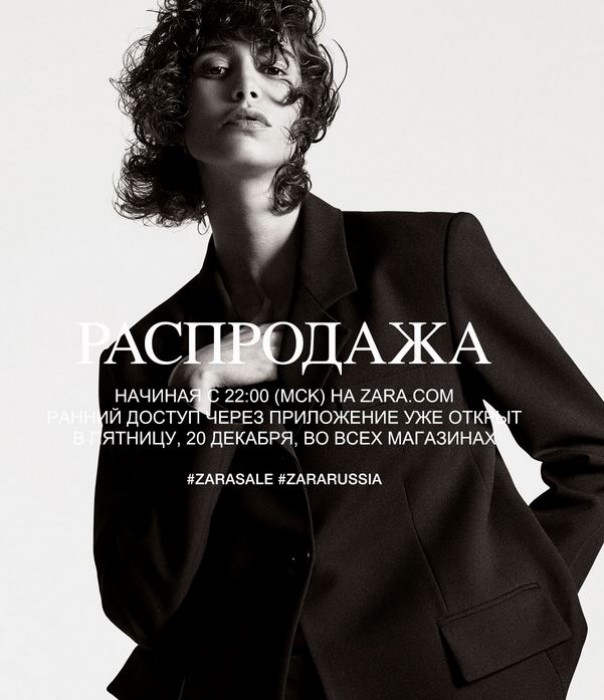 РАСПРОДАЖА
НАЧИНАЯ С 22:00 (МСК) НА ZARA.COM
РАННИЙ ДОСТУП ЧЕРЕЗ ПРИЛОЖЕНИЕ УЖЕ ОТКРЫТ
В ПЯТНИЦУ, 20 ДЕКАБРЯ, ВО ВСЕХ МАГАЗИНАХ
#ZARASALE #ZARARUSSIA